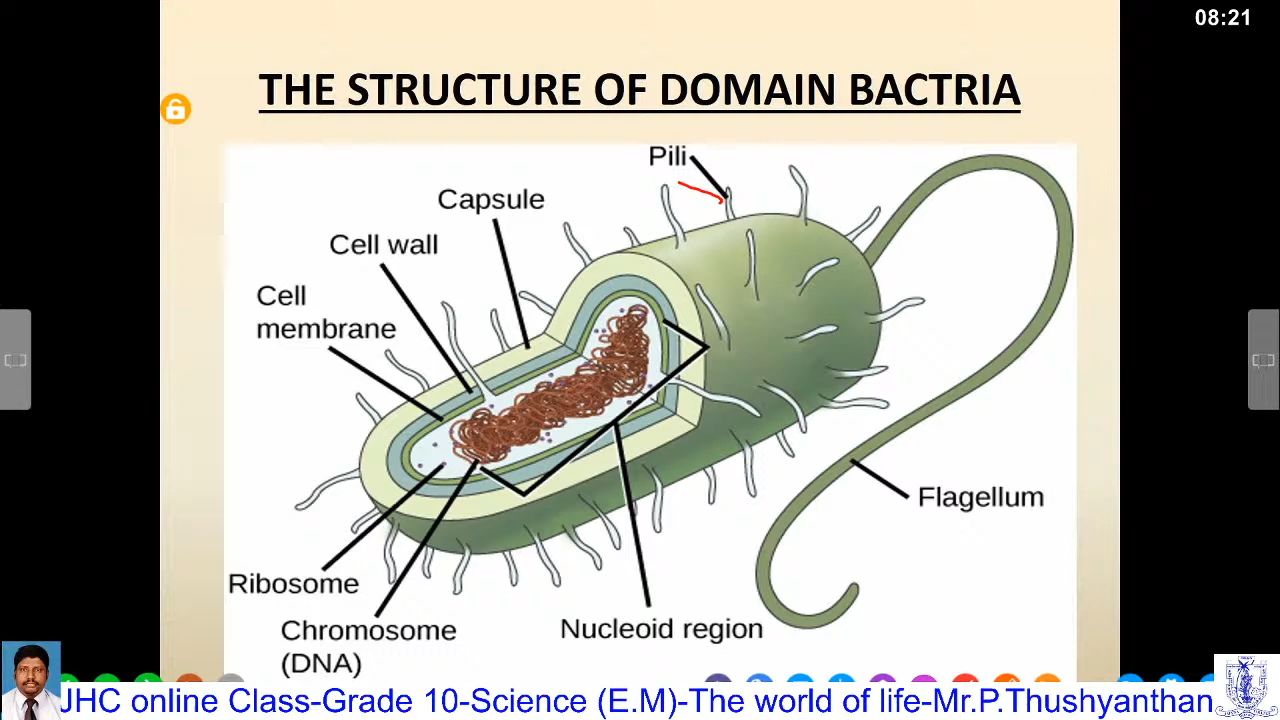 08:21
THE STRUCTURE OF DOMAIN BACTRIA
Pili
Capsule
Cell wall
Cell
membrane
Flagellum
Ribosome
Chromosome
(DNA)
Nucleoid region
JHC online Class-Grade 10-Science (E.M)-The world of life-Mr.P.Thushyanthan